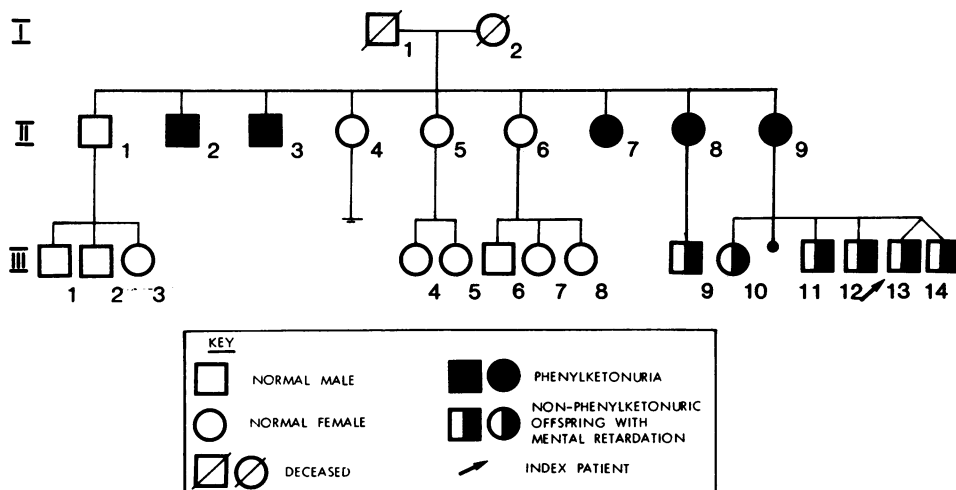 I
1 2
II
1 2 3 4 5 6 7 8 9
III
1 2 3 4 5 6 7 8 9 10 11 12 13 14
KEY
NORMAL MALE
NORMAL FEMALE
DECEASED
PHENYLKETONURIA
NON-PHENYLKETONURIC
OFFSPRING WITH
MENTAL RETARDATION
INDEX PATIENT